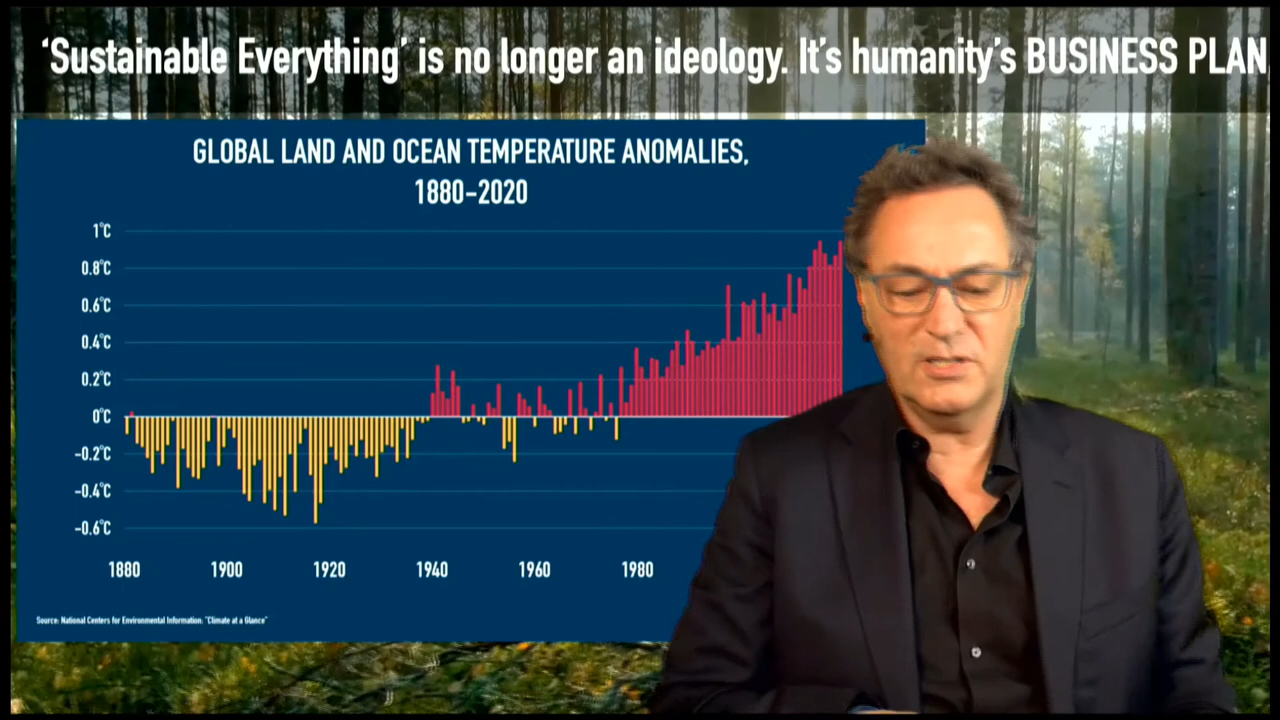 ‘Sustainable Everything’ is no longer an ideology. It’s humanity’s BUSINESS PLAN
GLOBAL LAND AND OCEAN TEMPERATURE ANOMALIES,
1880–2020
1°C
0.8°C
0.6°C
0.4°C
0.2°C
0°C
-0.2°C
-0.4°C
-0.6°C
1880 1900 1920 1940 1960 1980
Source: National Centers for Environmental Information: "Climate at a Glance"